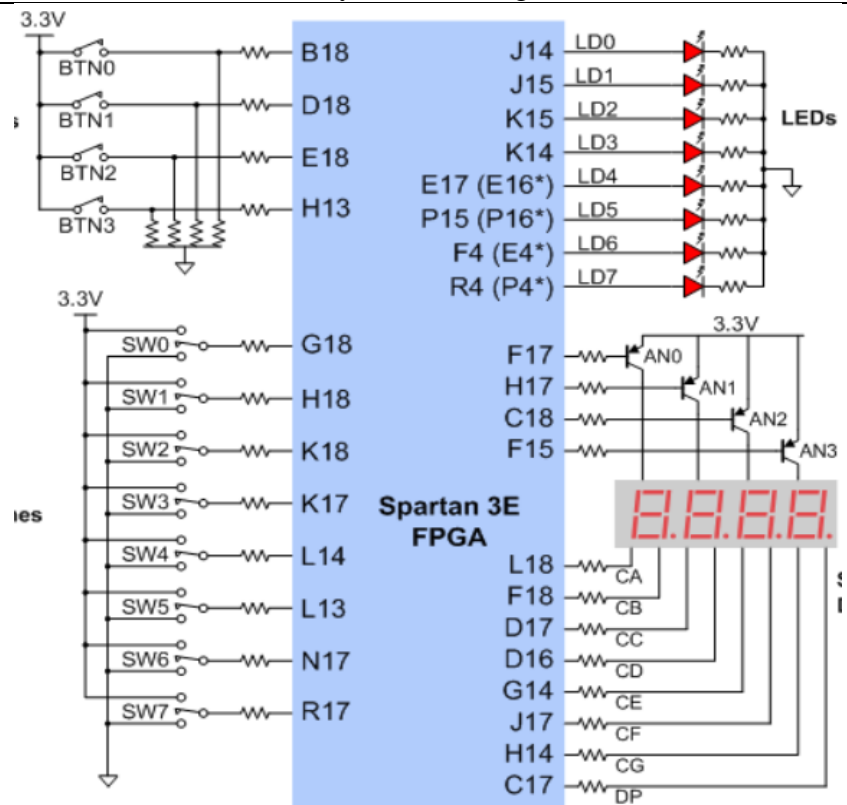 3.3V
BTN0
B18
BTN1
D18
BTN2
E18
BTN3
H13
J14 LD0
J15 LD1
K15 LD2
K14 LD3
E17 (E16*) LD4
P15 (P16*) LD5
F4 (E4*) LD6
R4 (P4*) LD7
LEDs
3.3V
SW0 G18
SW1 H18
SW2 K18
SW3 K17
SW4 L14
SW5 L13
SW6 N17
SW7 R17
Spartan 3E
FPGA
3.3V
F17 AN0
H17 AN1
C18 AN2
F15 AN3
8.8.8.8.
L18 CA
F18 CB
D17 CC
D16 CD
G14 CE
J17 CF
H14 CG
C17 DP